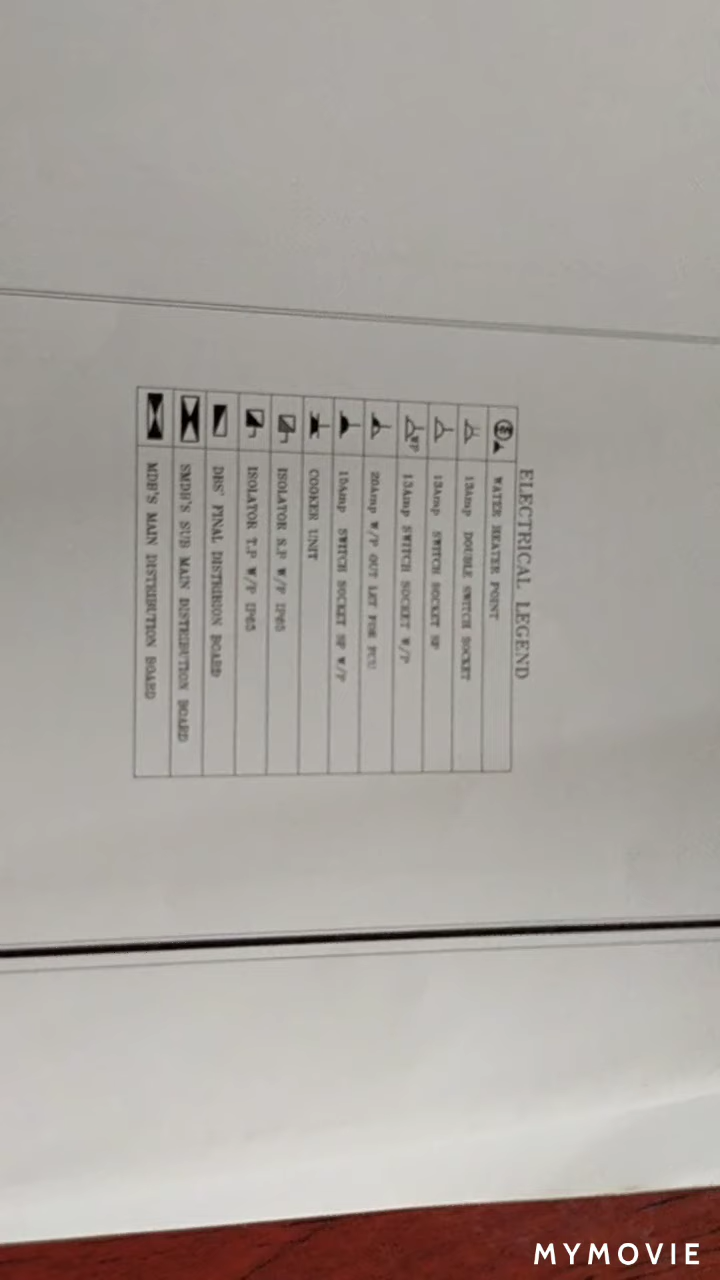 ELECTRICAL LEGEND
WATER HEATER POINT
13Amp DOUBLE SWITCH SOCKET
13Amp SWITCH SOCKET SP
WP 13Amp SWITCH SOCKET W/P
20Amp W/P OUT LET FOR FCU
15Amp SWITCH SOCKET SP W/P
COOKER UNIT
ISOLATOR S.P W/P IP65
ISOLATOR T.P W/P IP65
DBS' FINAL DISTRIBION BOARD
SMDB'S SUB MAIN DISTRIBUTION BOARD
MDB'S MAIN DISTRIBUTION BOARD
MYMOVIE